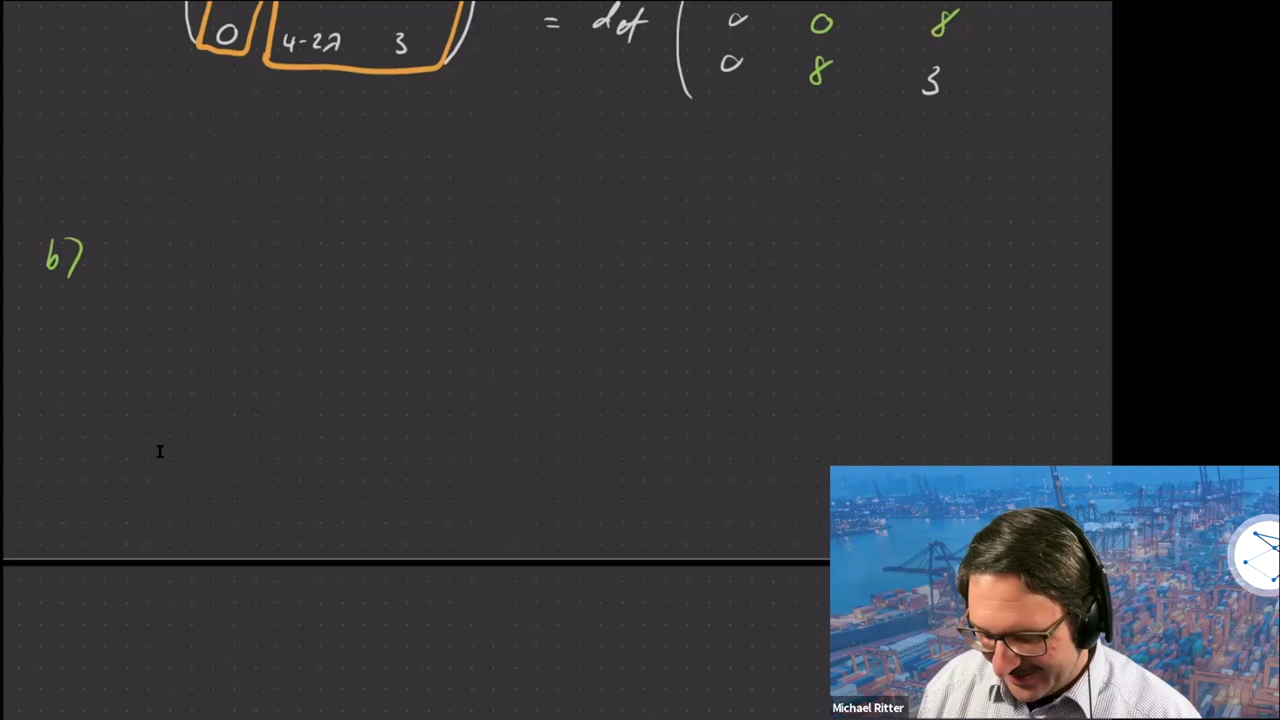 = det ( 0 0 8
0 4-2λ 3 ) 0 8 3
b)
Michael Ritter